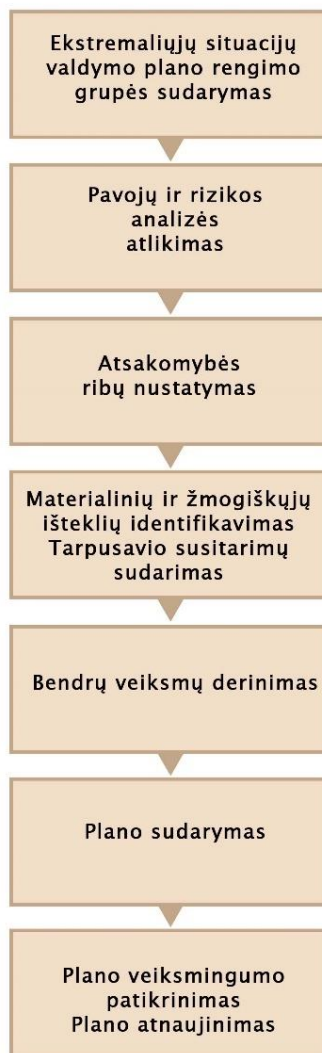 Ekstremaliųjų situacijų
valdymo plano rengimo
grupės sudarymas
Pavojų ir rizikos
analizės
atlikimas
Atsakomybės
ribų nustatymas
Materialinių ir žmogiškųjų
išteklių identifikavimas
Tarpusavio susitarimų
sudarimas
Bendrų veiksmų derinimas
Plano sudarymas
Plano veiksmingumo
patikrinimas
Plano atnaujinimas